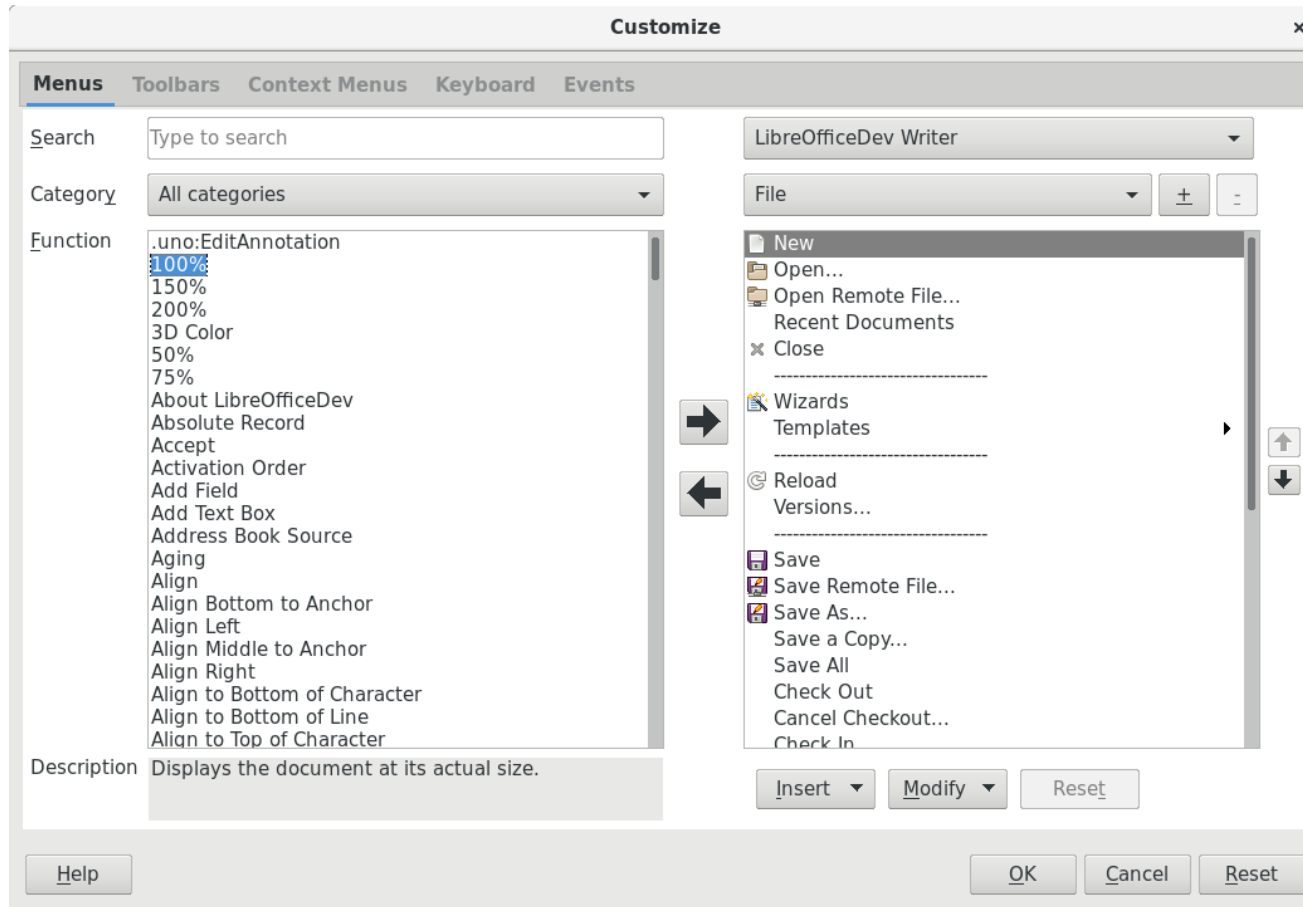 Customize
×
Menus Toolbars Context Menus Keyboard Events
Search Type to search LibreOfficeDev Writer
Category All categories File + -
Function
.uno:EditAnnotation
100%
150%
200%
3D Color
50%
75%
About LibreOfficeDev
Absolute Record
Accept
Activation Order
Add Field
Add Text Box
Address Book Source
Aging
Align
Align Bottom to Anchor
Align Left
Align Middle to Anchor
Align Right
Align to Bottom of Character
Align to Bottom of Line
Align to Top of Character
Description Displays the document at its actual size.
New
Open...
Open Remote File...
Recent Documents
Close
----------------------------------
Wizards
Templates
----------------------------------
Reload
Versions...
----------------------------------
Save
Save Remote File...
Save As...
Save a Copy...
Save All
Check Out
Cancel Checkout...
Check In
Insert Modify Reset
Help OK Cancel Reset